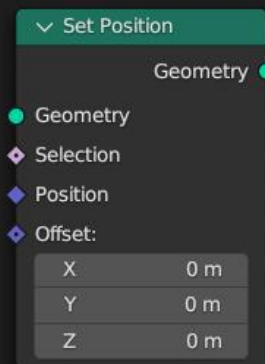 Set Position
Geometry
Geometry
Selection
Position
Offset:
X 0 m
Y 0 m
Z 0 m